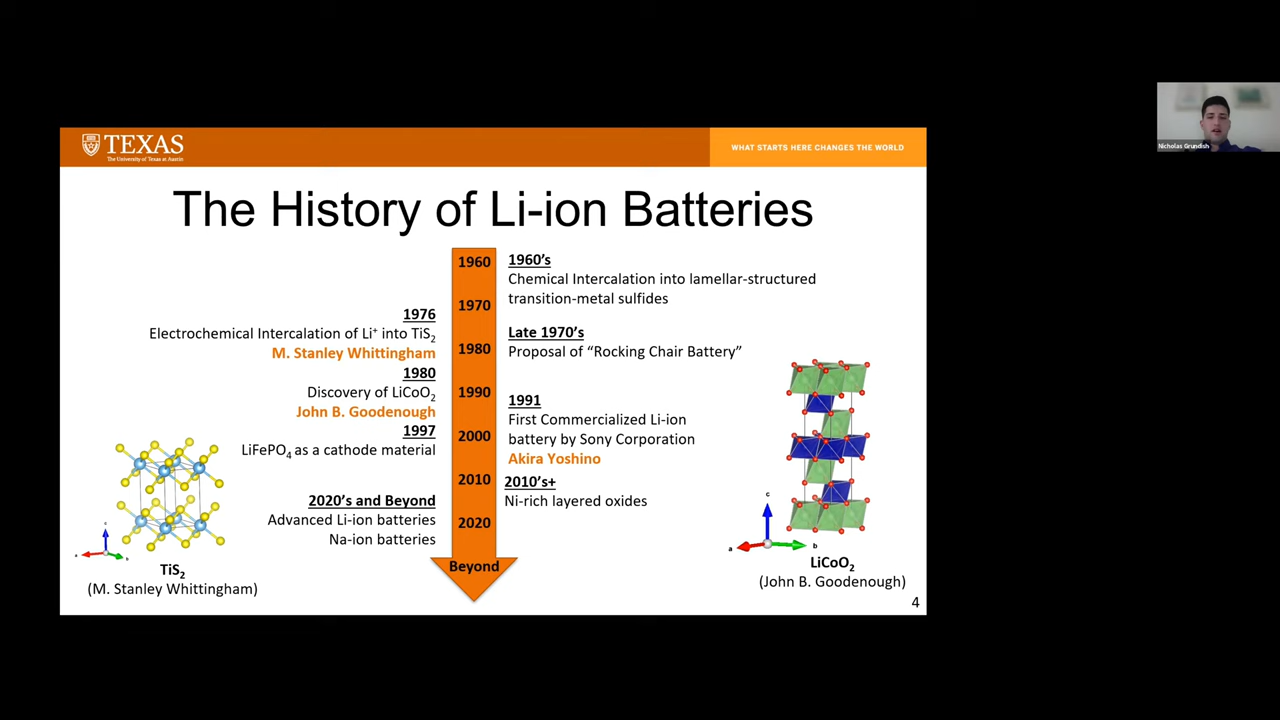 TEXAS
The University of Texas at Austin
WHAT STARTS HERE CHANGES THE WORLD
Nicholas Grundish
The History of Li-ion Batteries
1960
1970
1980
1990
2000
2010
2020
Beyond
1960's
Chemical Intercalation into lamellar-structured
transition-metal sulfides
1976
Electrochemical Intercalation of Li⁺ into TiS₂
M. Stanley Whittingham
Late 1970's
Proposal of “Rocking Chair Battery”
1980
Discovery of LiCoO₂
John B. Goodenough
1991
First Commercialized Li-ion
battery by Sony Corporation
Akira Yoshino
1997
LiFePO₄ as a cathode material
2010's+
Ni-rich layered oxides
2020's and Beyond
Advanced Li-ion batteries
Na-ion batteries
c
a
b
TiS₂
(M. Stanley Whittingham)
c
a
b
LiCoO₂
(John B. Goodenough)
4